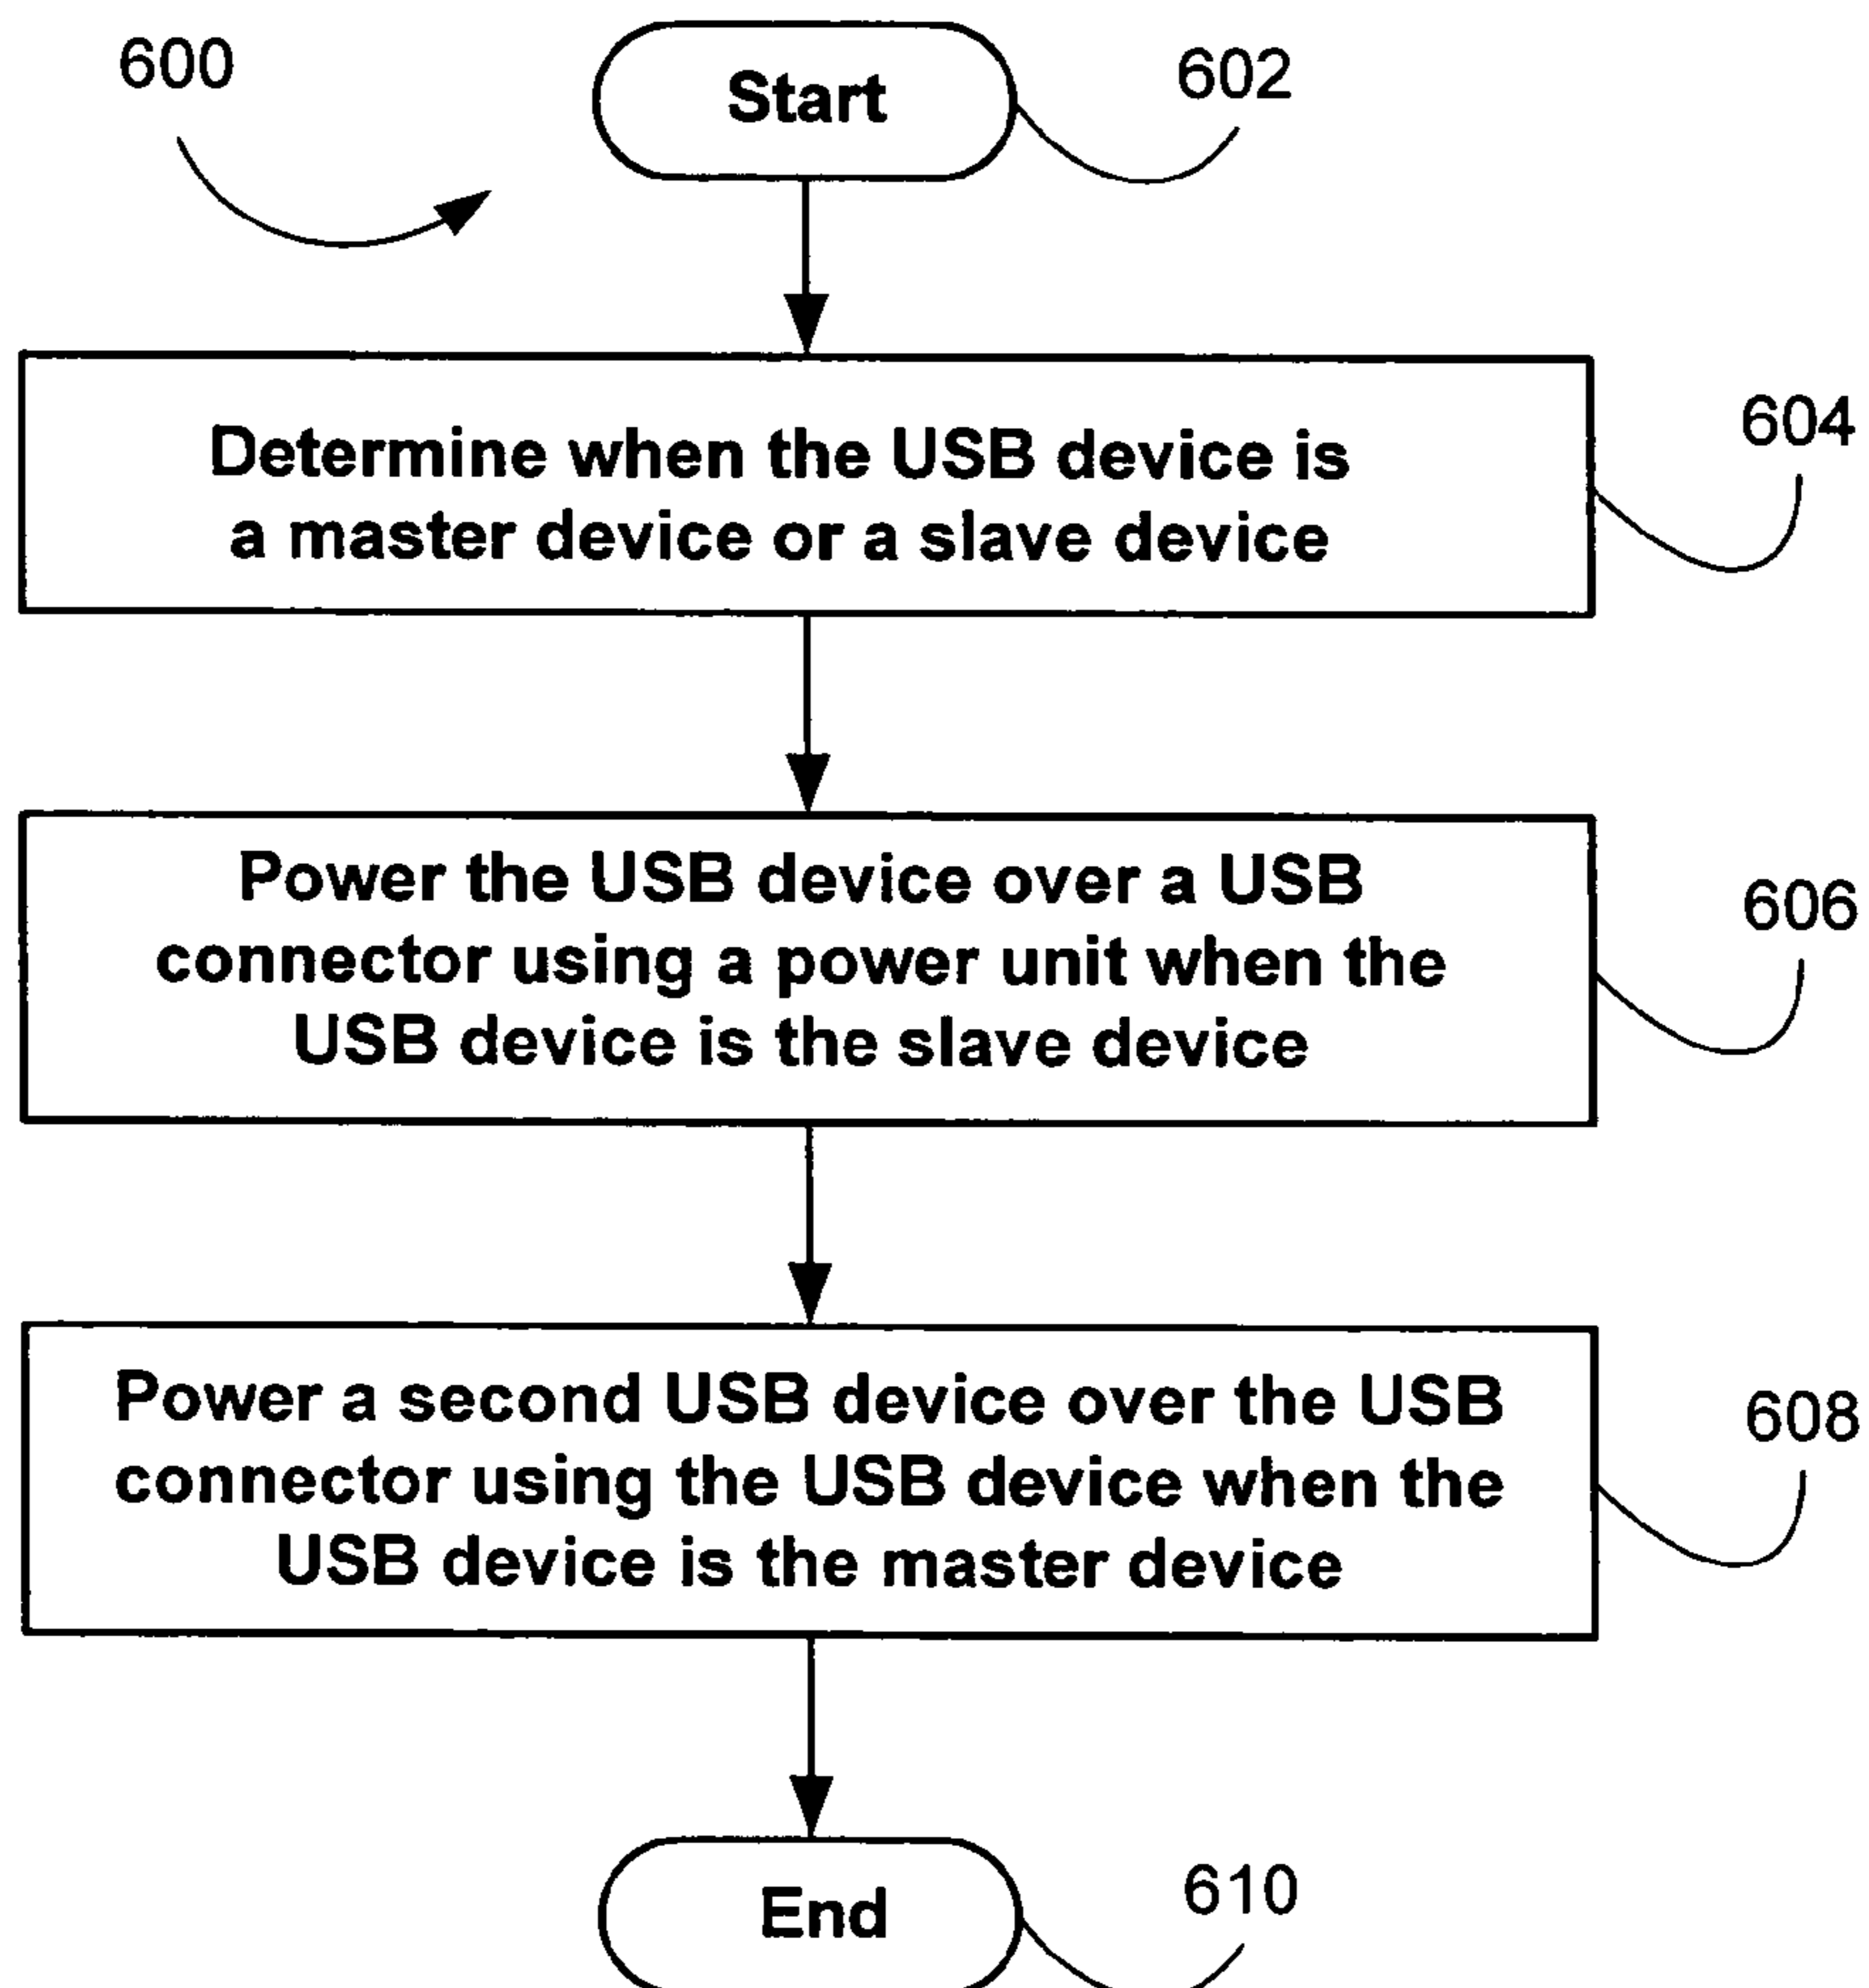 600
Start
602
Determine when the USB device is
a master device or a slave device
604
Power the USB device over a USB
connector using a power unit when the
USB device is the slave device
606
Power a second USB device over the USB
connector using the USB device when the
USB device is the master device
608
End
610